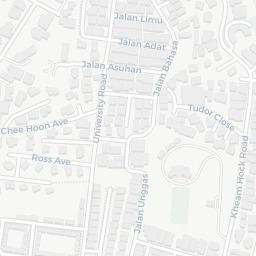 Jalan Limu
Jalan Adat
Jalan Bahasa
Jalan Asuhan
University Road
Tudor Close
Chee Hoon Ave
Ross Ave
Kheam Hock Road
Jalan Unggas